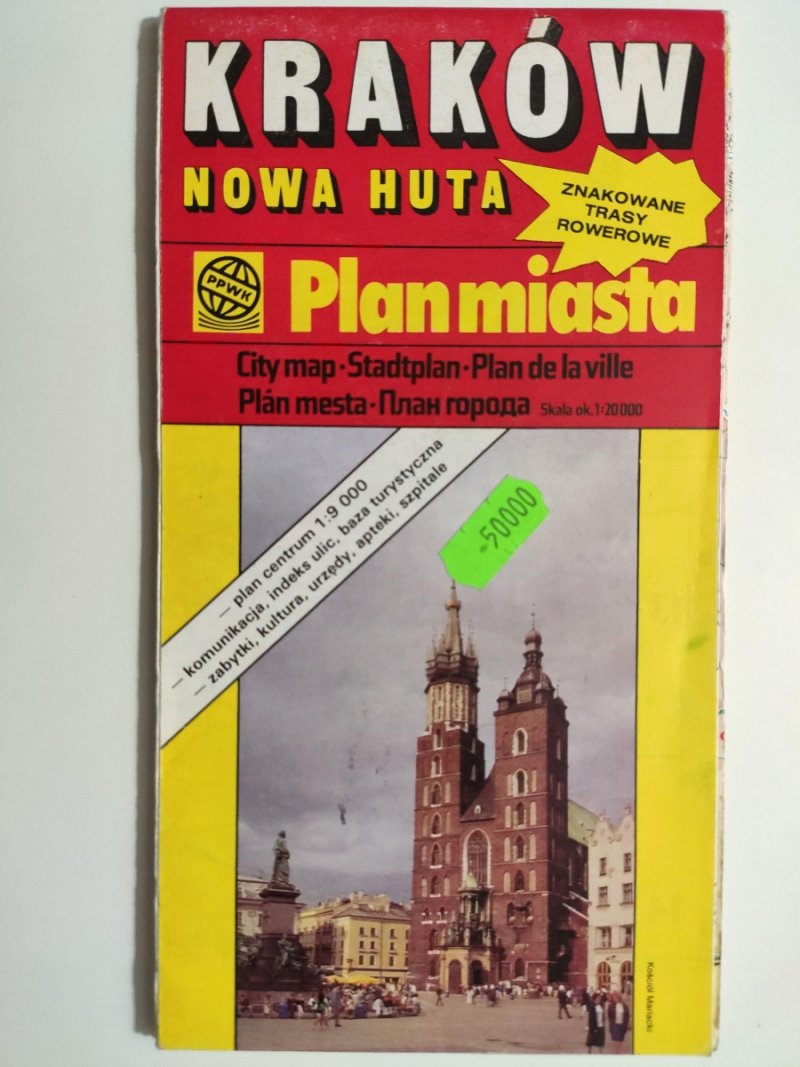 KRAKÓW
NOWA HUTA
ZNAKOWANE
TRASY
ROWEROWE
PPWK
Plan miasta
City map · Stadtplan · Plan de la ville
Plán mesta · План города Skala ok. 1:20 000
— plan centrum 1:9 000
— komunikacja, indeks ulic, baza turystyczna
— zabytki, kultura, urzędy, apteki, szpitale
50000
Kościół Mariacki